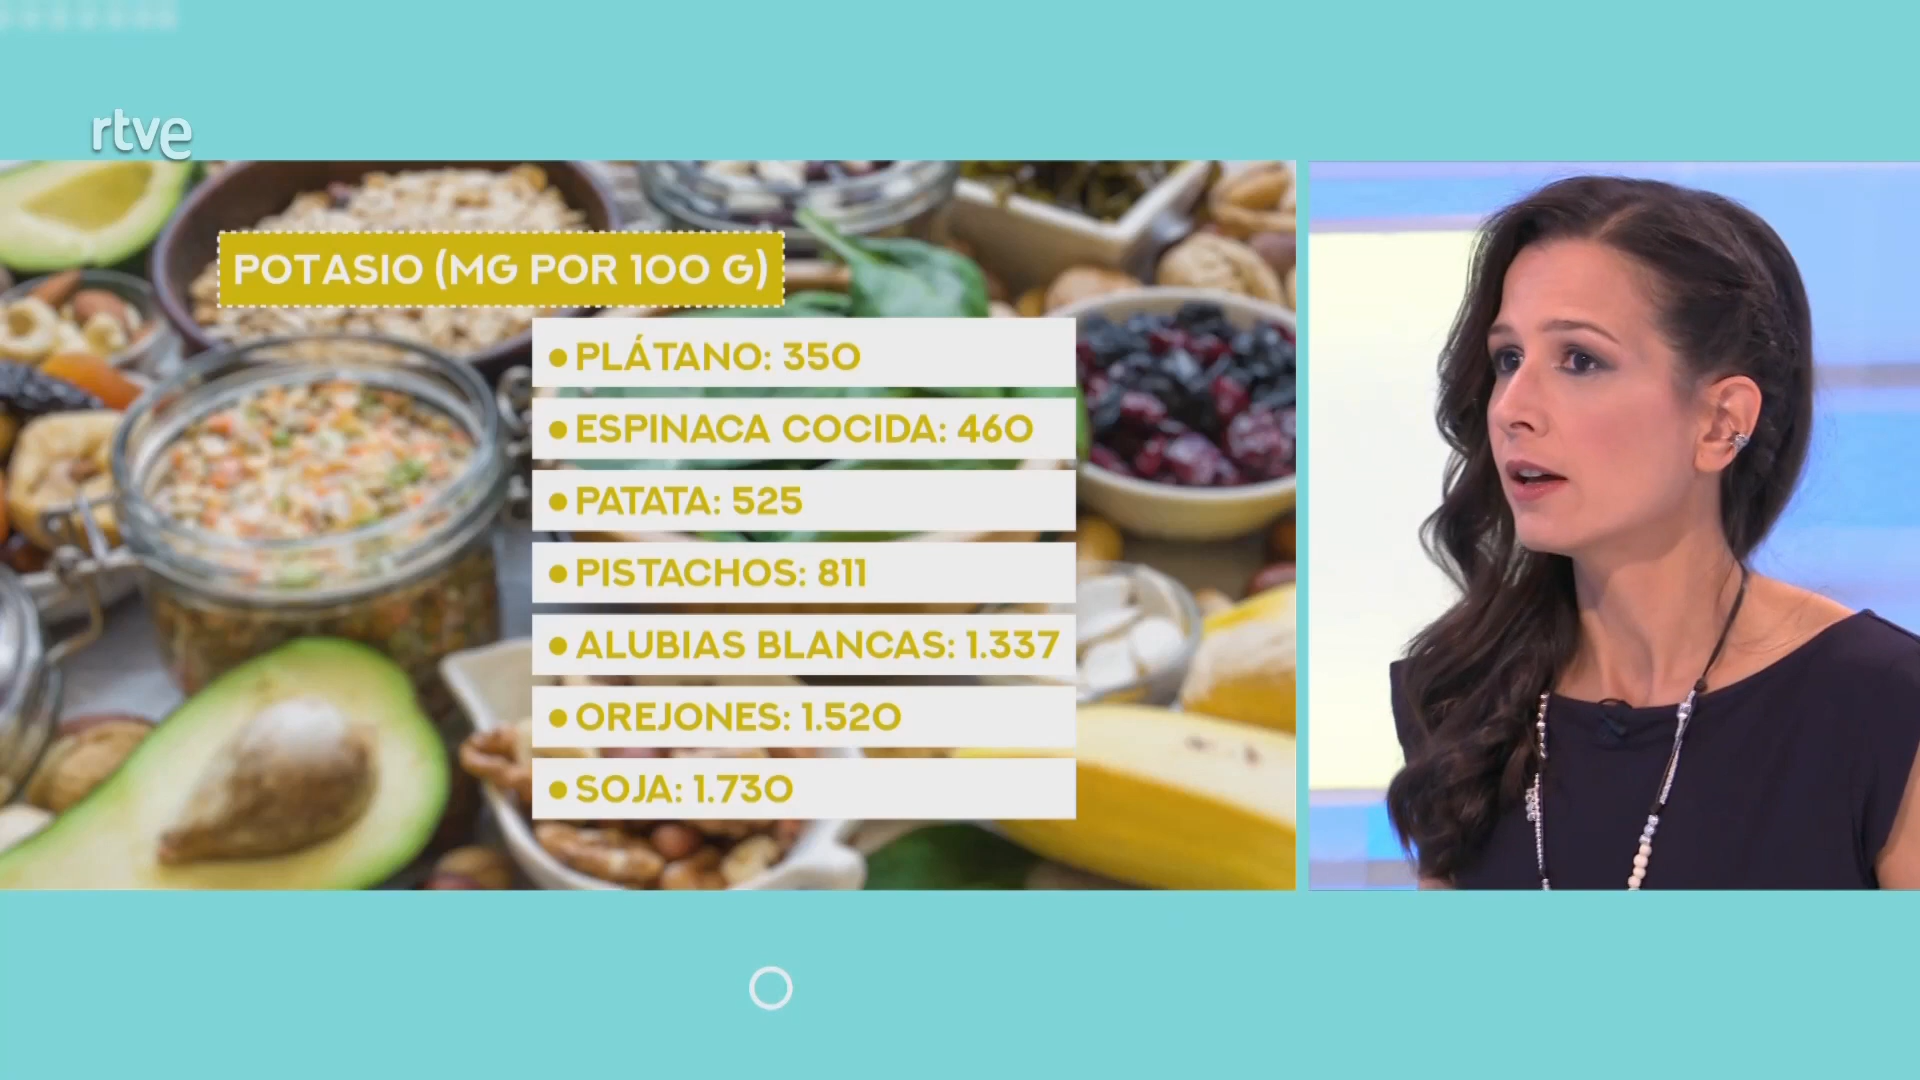 rtve
POTASIO (MG POR 100 G)
• PLÁTANO: 350
• ESPINACA COCIDA: 460
• PATATA: 525
• PISTACHOS: 811
• ALUBIAS BLANCAS: 1.337
• OREJONES: 1.520
• SOJA: 1.730